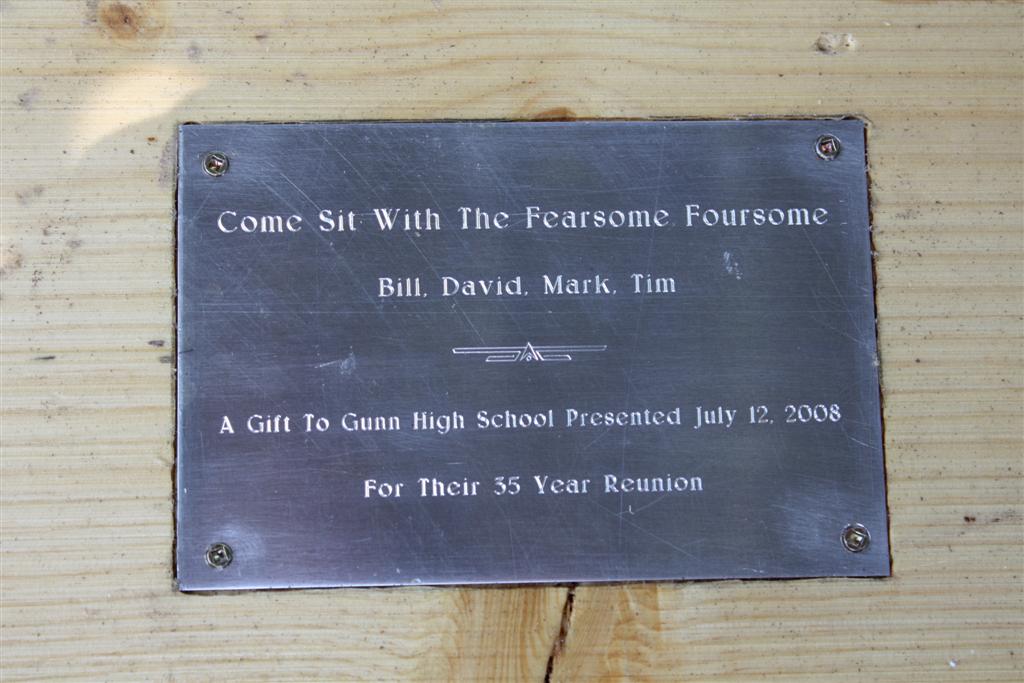 Come Sit With The Fearsome Foursome
Bill, David, Mark, Tim
A Gift To Gunn High School Presented July 12, 2008
For Their 35 Year Reunion